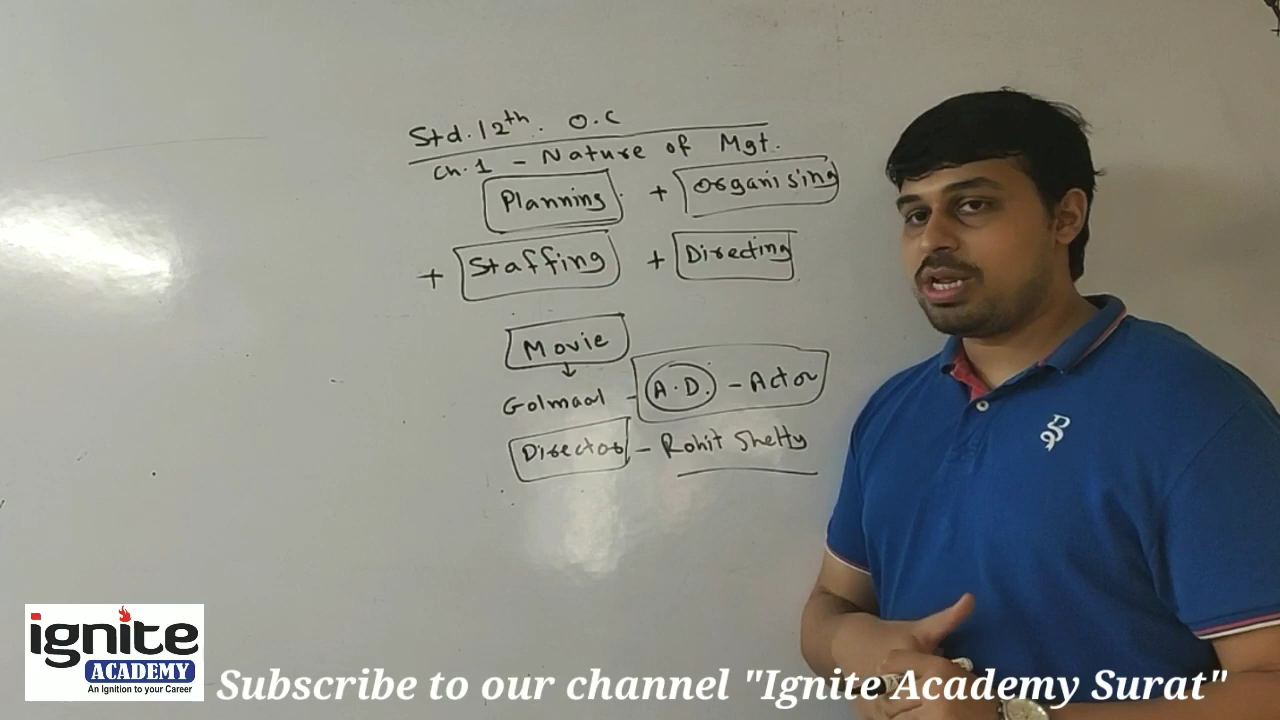 Std. 12th. O.C
Ch.1 - Nature of Mgt.
Planning + Organising
+ Staffing + Directing
Movie
↓
Golmaal - A.D. - Actor
Director - Rohit Shetty
ignite
ACADEMY
An Ignition to your Career
Subscribe to our channel "Ignite Academy Surat"